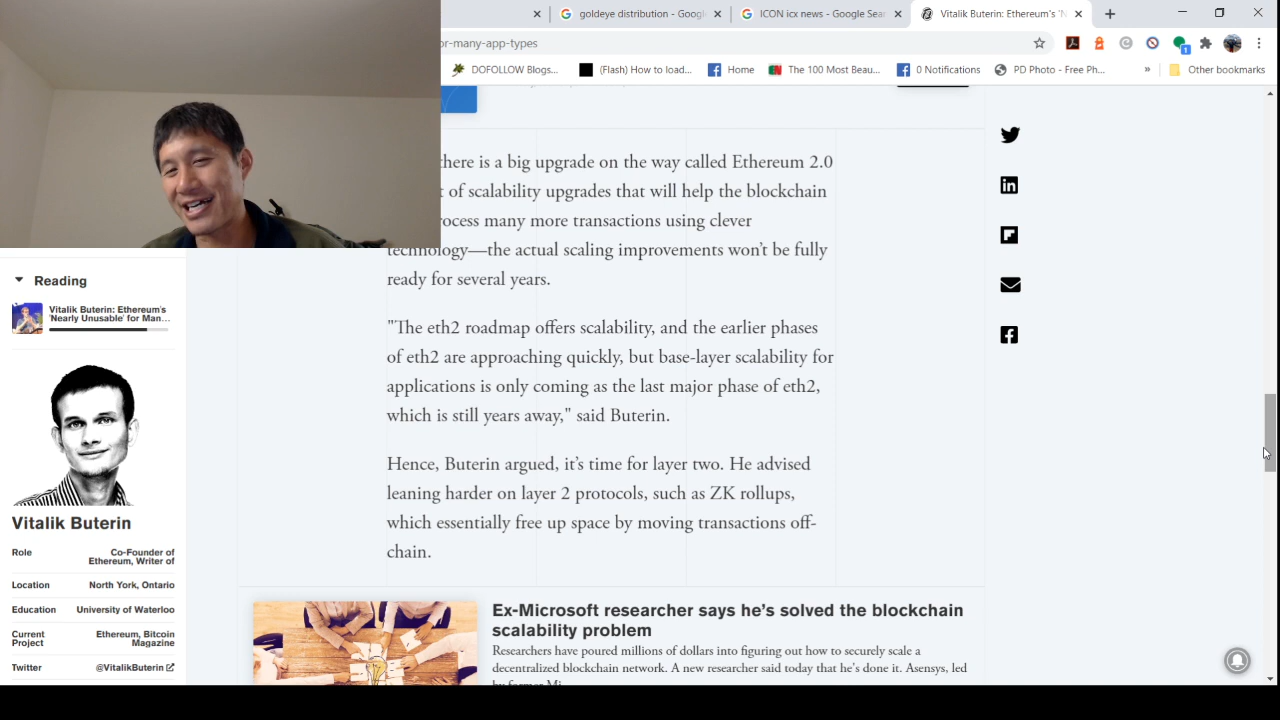 goldeye distribution - Googl
ICON icx news - Google Sear
Vitalik Buterin: Ethereum's 'N
or-many-app-types
DOFOLLOW Blogs...
(Flash) How to load...
Home
The 100 Most Beau...
0 Notifications
PD Photo - Free Ph...
»
Other bookmarks
1
there is a big upgrade on the way called Ethereum 2.0
of scalability upgrades that will help the blockchain
many more transactions using clever
technology—the actual scaling improvements won't be fully
ready for several years.
"The eth2 roadmap offers scalability, and the earlier phases
of eth2 are approaching quickly, but base-layer scalability for
applications is only coming as the last major phase of eth2,
which is still years away," said Buterin.
Hence, Buterin argued, it's time for layer two. He advised
leaning harder on layer 2 protocols, such as ZK rollups,
which essentially free up space by moving transactions off-
chain.
Ex-Microsoft researcher says he's solved the blockchain
scalability problem
Researchers have poured millions of dollars into figuring out how to securely scale a
decentralized blockchain network. A new researcher said today that he's done it. Asensys, led
Reading
Vitalik Buterin: Ethereum's
'Nearly Unusable' for Man...
Vitalik Buterin
Role Co-Founder of
Ethereum, Writer of
Location North York, Ontario
Education University of Waterloo
Current Ethereum, Bitcoin
Project Magazine
Twitter @VitalikButerin